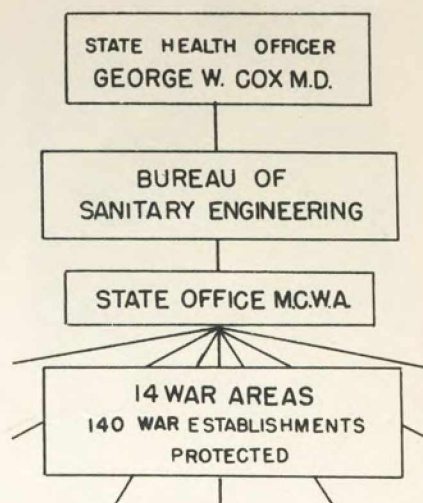 STATE HEALTH OFFICER
GEORGE W. COX M.D.
BUREAU OF
SANITARY ENGINEERING
STATE OFFICE M.C.W.A.
14 WAR AREAS
140 WAR ESTABLISHMENTS
PROTECTED